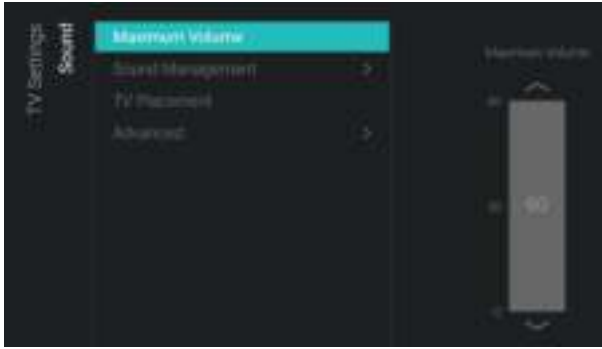 TV Settings
Sound
Maximum Volume
Sound Management
TV Placement
Advanced
Maximum Volume
60